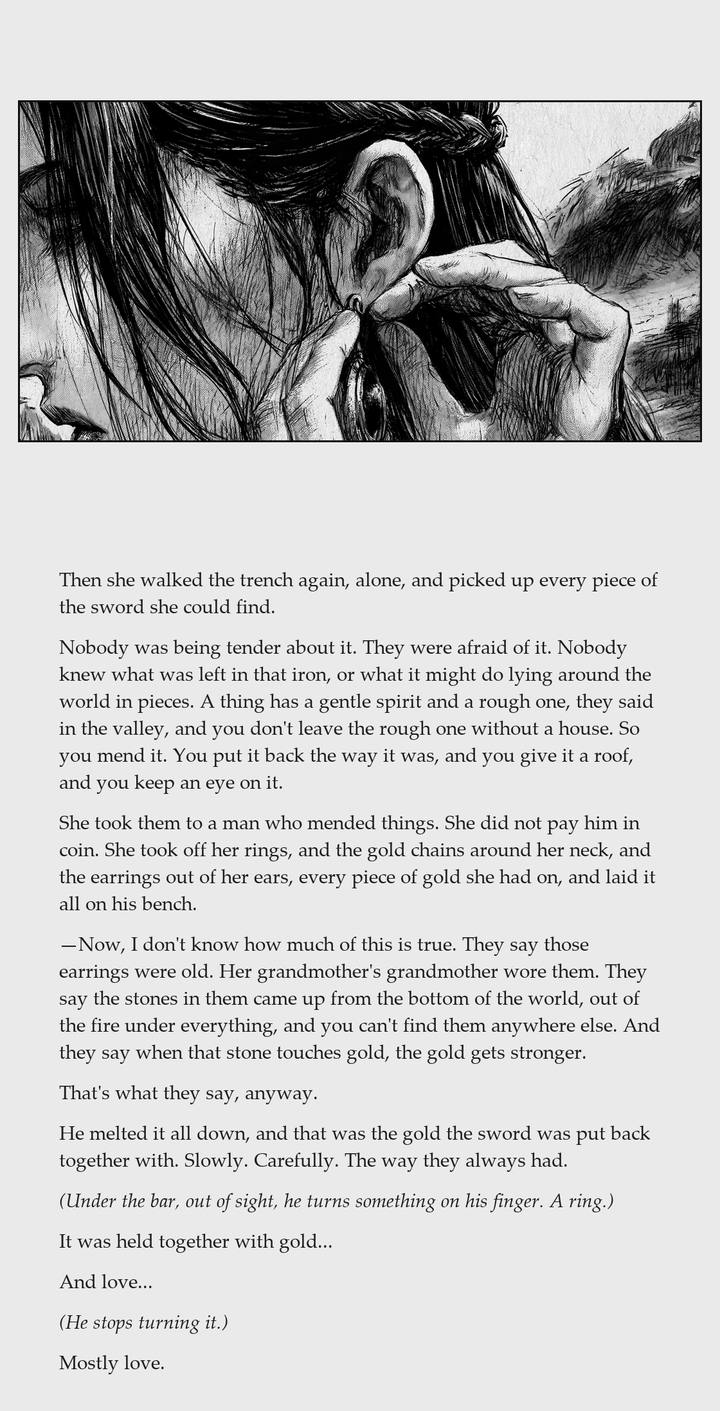 Then she walked the trench again, alone, and picked up every piece of
the sword she could find.
Nobody was being tender about it. They were afraid of it. Nobody
knew what was left in that iron, or what it might do lying around the
world in pieces. A thing has a gentle spirit and a rough one, they said
in the valley, and you don't leave the rough one without a house. So
you mend it. You put it back the way it was, and you give it a roof,
and you keep an eye on it.
She took them to a man who mended things. She did not pay him in
coin. She took off her rings, and the gold chains around her neck, and
the earrings out of her ears, every piece of gold she had on, and laid it
all on his bench.
—Now, I don't know how much of this is true. They say those
earrings were old. Her grandmother's grandmother wore them. They
say the stones in them came up from the bottom of the world, out of
the fire under everything, and you can't find them anywhere else. And
they say when that stone touches gold, the gold gets stronger.
That's what they say, anyway.
He melted it all down, and that was the gold the sword was put back
together with. Slowly. Carefully. The way they always had.
(Under the bar, out of sight, he turns something on his finger. A ring.)
It was held together with gold...
And love...
(He stops turning it.)
Mostly love.